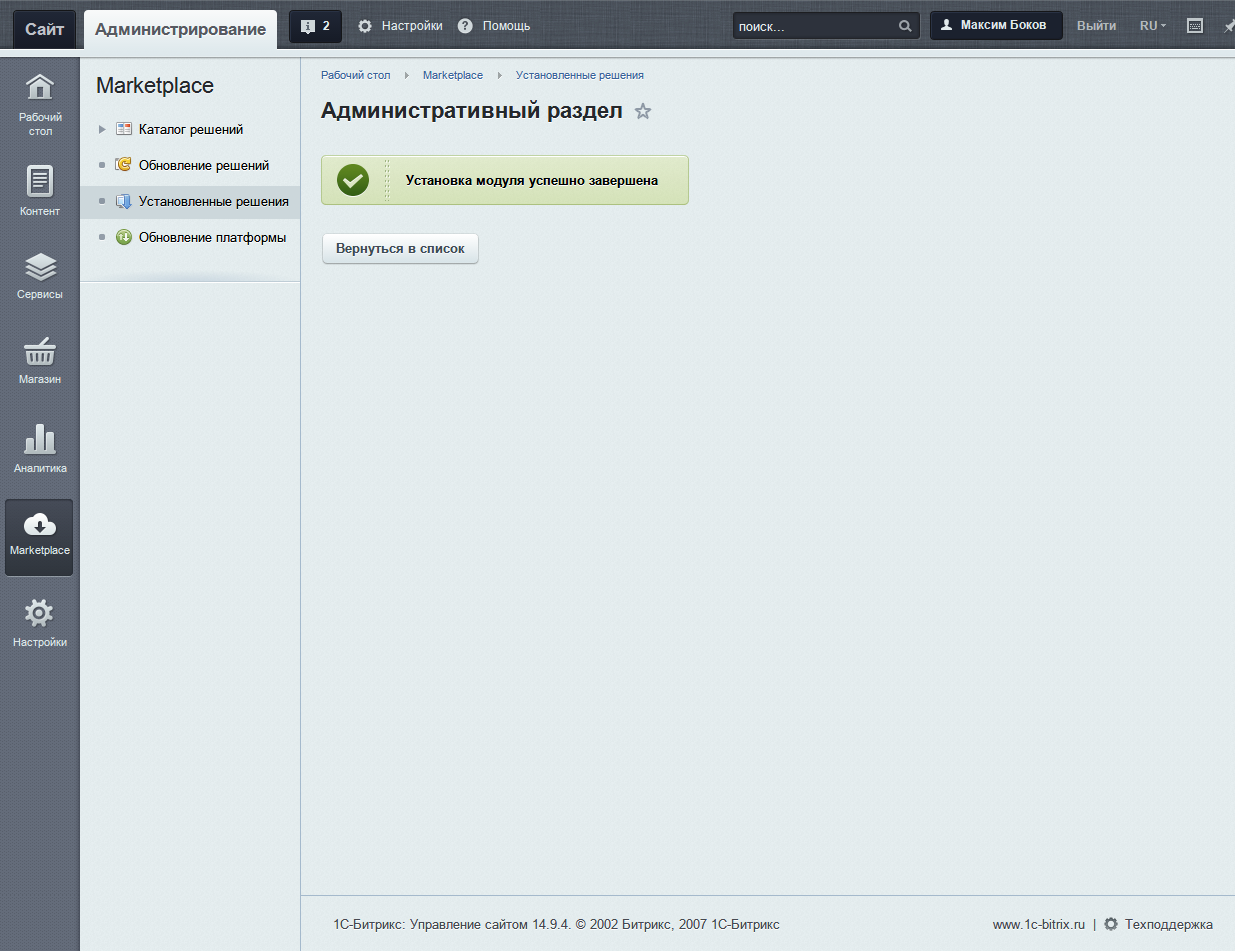 Сайт
Администрирование
2
Настройки
Помощь
поиск...
Максим Боков
Выйти
RU
Рабочий
стол
Контент
Сервисы
Магазин
Аналитика
Marketplace
Настройки
Marketplace
Каталог решений
Обновление решений
Установленные решения
Обновление платформы
Рабочий стол
Marketplace
Установленные решения
Административный раздел
Установка модуля успешно завершена
Вернуться в список
1С-Битрикс: Управление сайтом 14.9.4. © 2002 Битрикс, 2007 1С-Битрикс
www.1c-bitrix.ru | Техподдержка